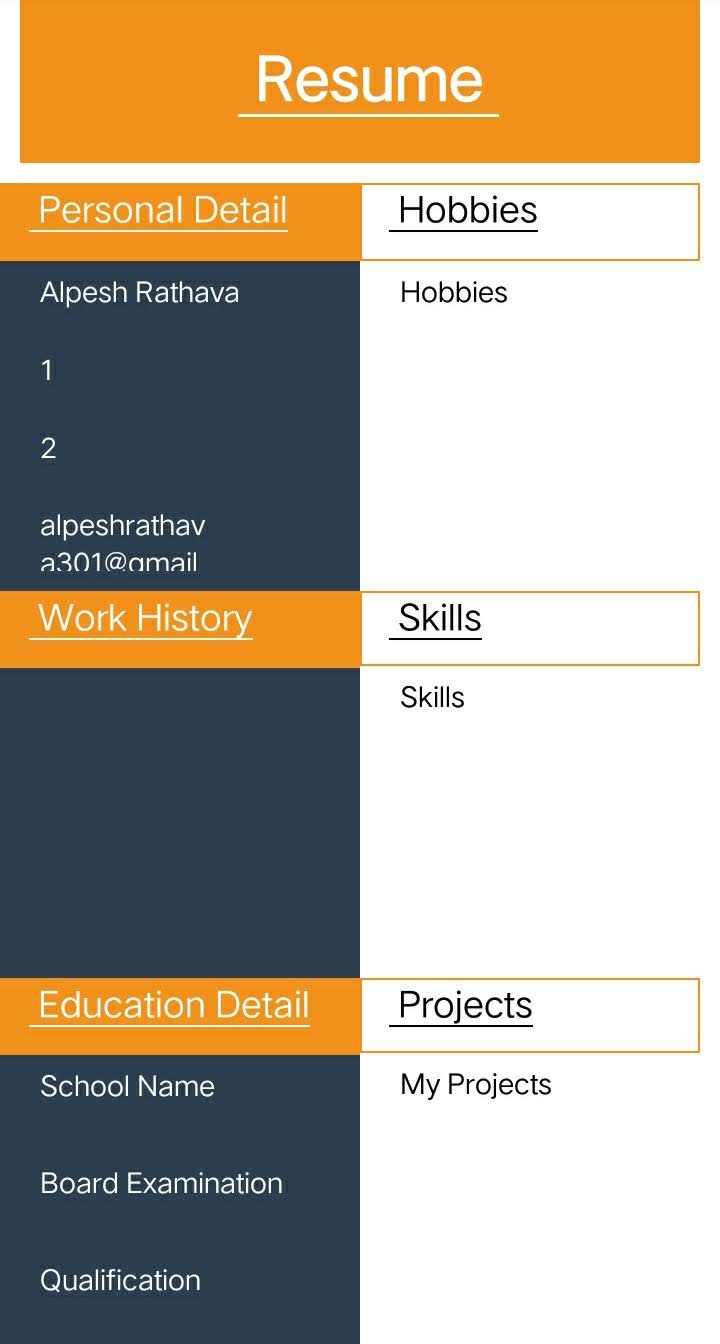 Resume
Personal Detail
Alpesh Rathava
1
2
alpeshrathav
a301@gmail
Hobbies
Hobbies
Work History
Skills
Skills
Education Detail
School Name
Board Examination
Qualification
Projects
My Projects